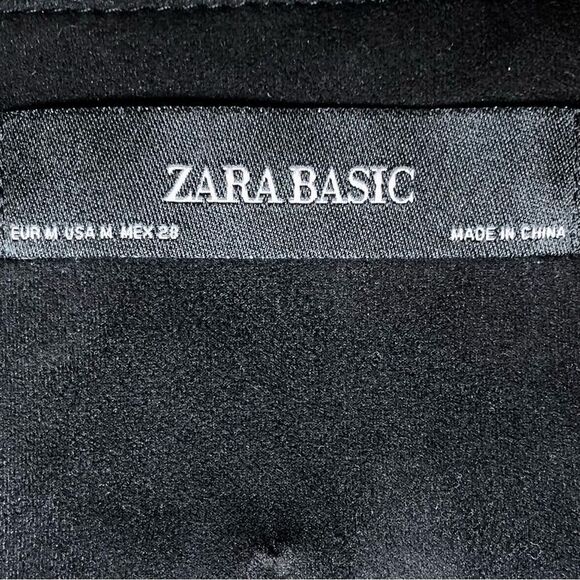 ZARA BASIC
EUR M USA M MEX 28
MADE IN CHINA